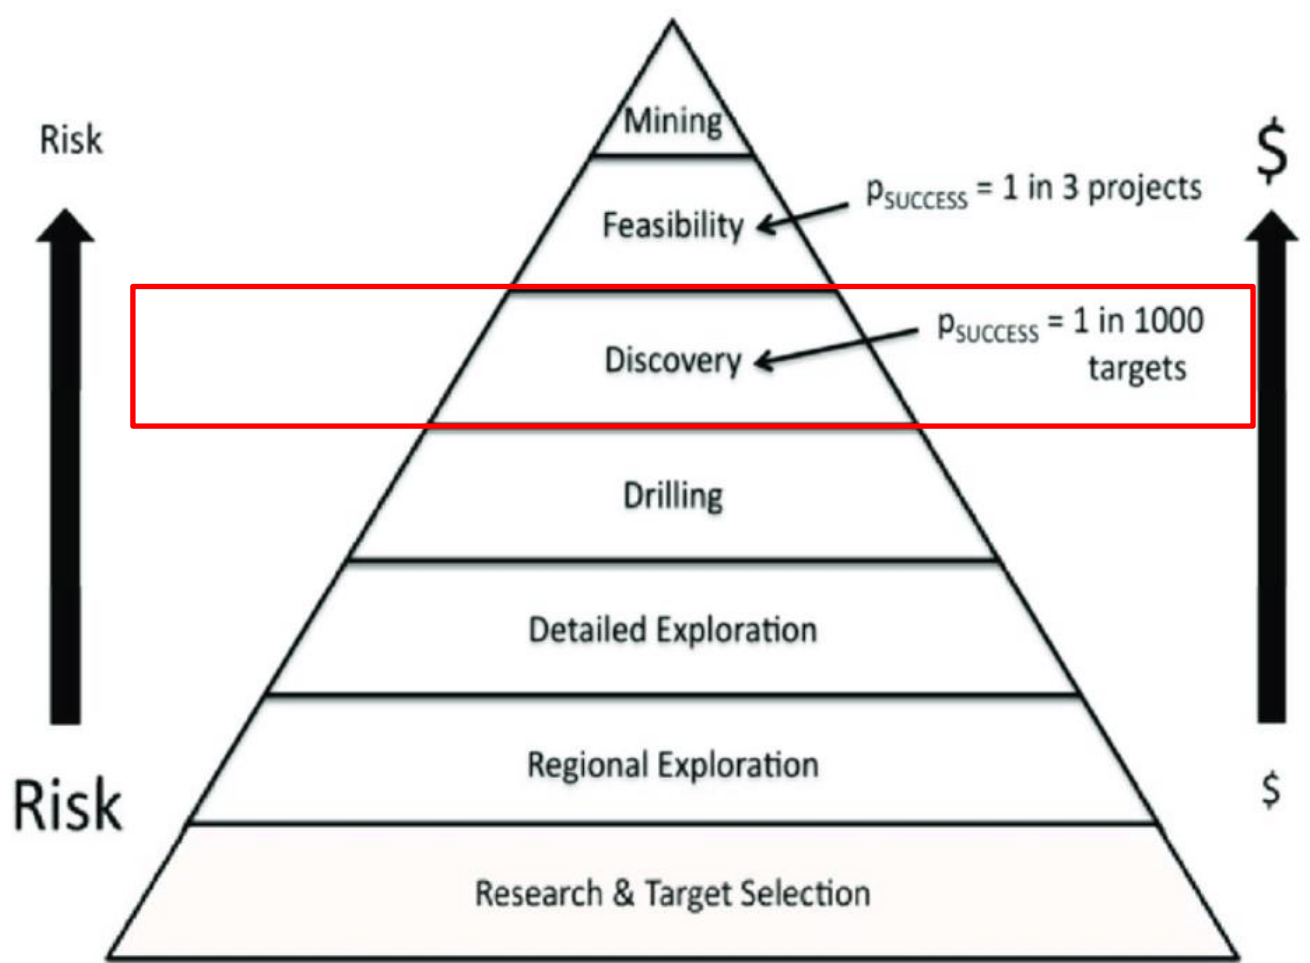 Mining
Risk
$
pSUCCESS = 1 in 3 projects
Feasibility
pSUCCESS = 1 in 1000
targets
Discovery
Drilling
Detailed Exploration
Regional Exploration
Risk
$
Research & Target Selection